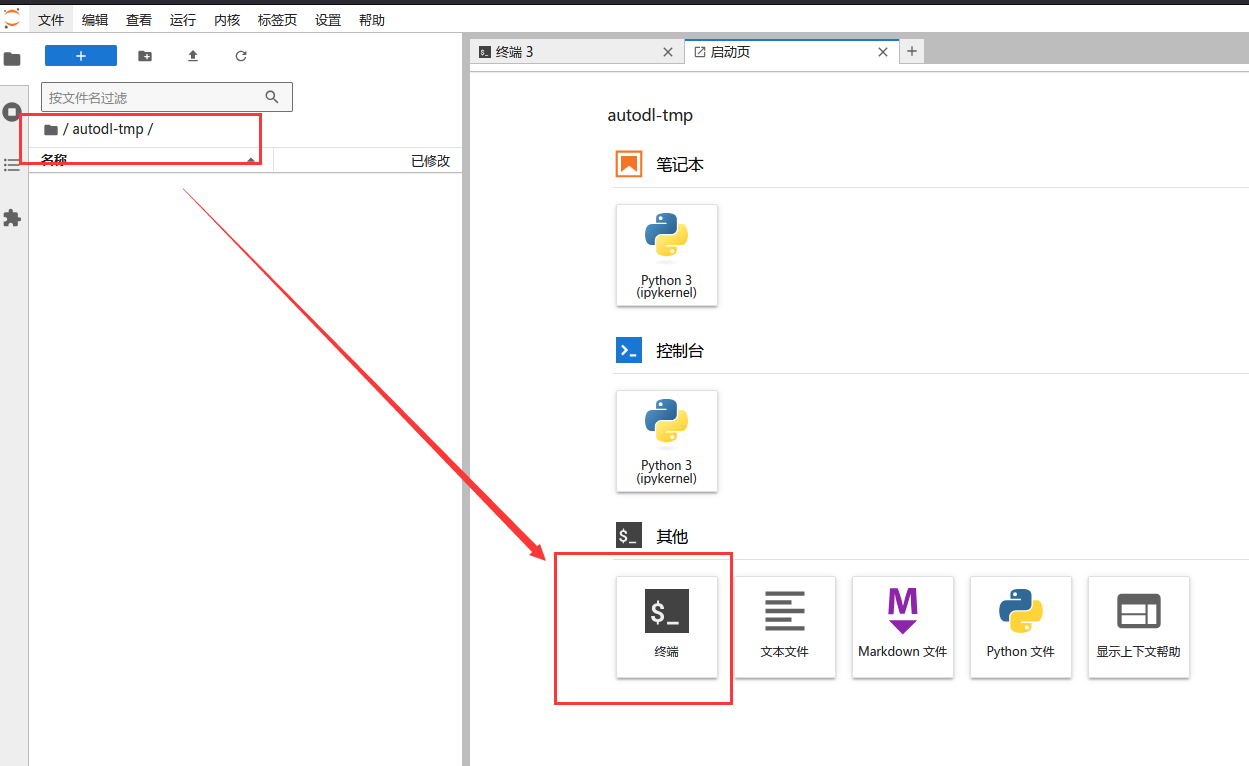 文件 编辑 查看 运行 内核 标签页 设置 帮助
终端 3
启动页
按文件名过滤
/ autodl-tmp /
名称
已修改
autodl-tmp
笔记本
Python 3
(ipykernel)
控制台
Python 3
(ipykernel)
$_ 其他
$_
终端
文本文件
Markdown 文件
Python 文件
显示上下文帮助